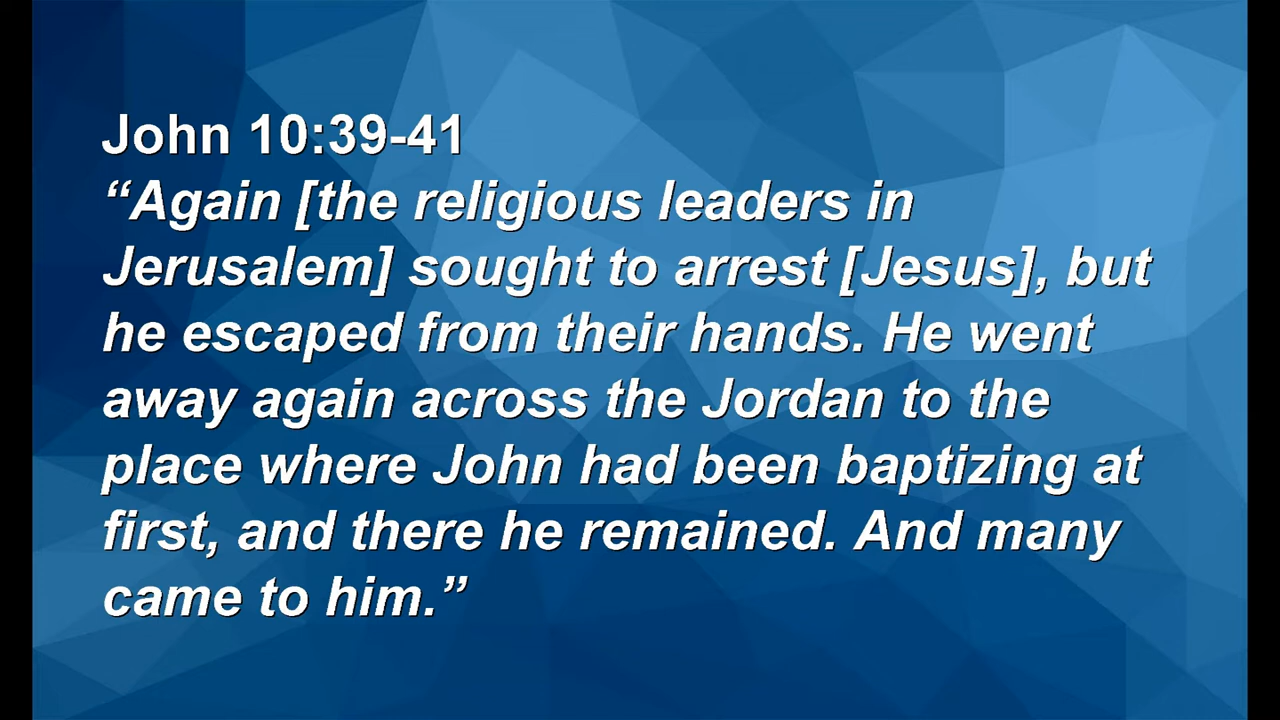 John 10:39-41
“Again [the religious leaders in
Jerusalem] sought to arrest [Jesus], but
he escaped from their hands. He went
away again across the Jordan to the
place where John had been baptizing at
first, and there he remained. And many
came to him.”